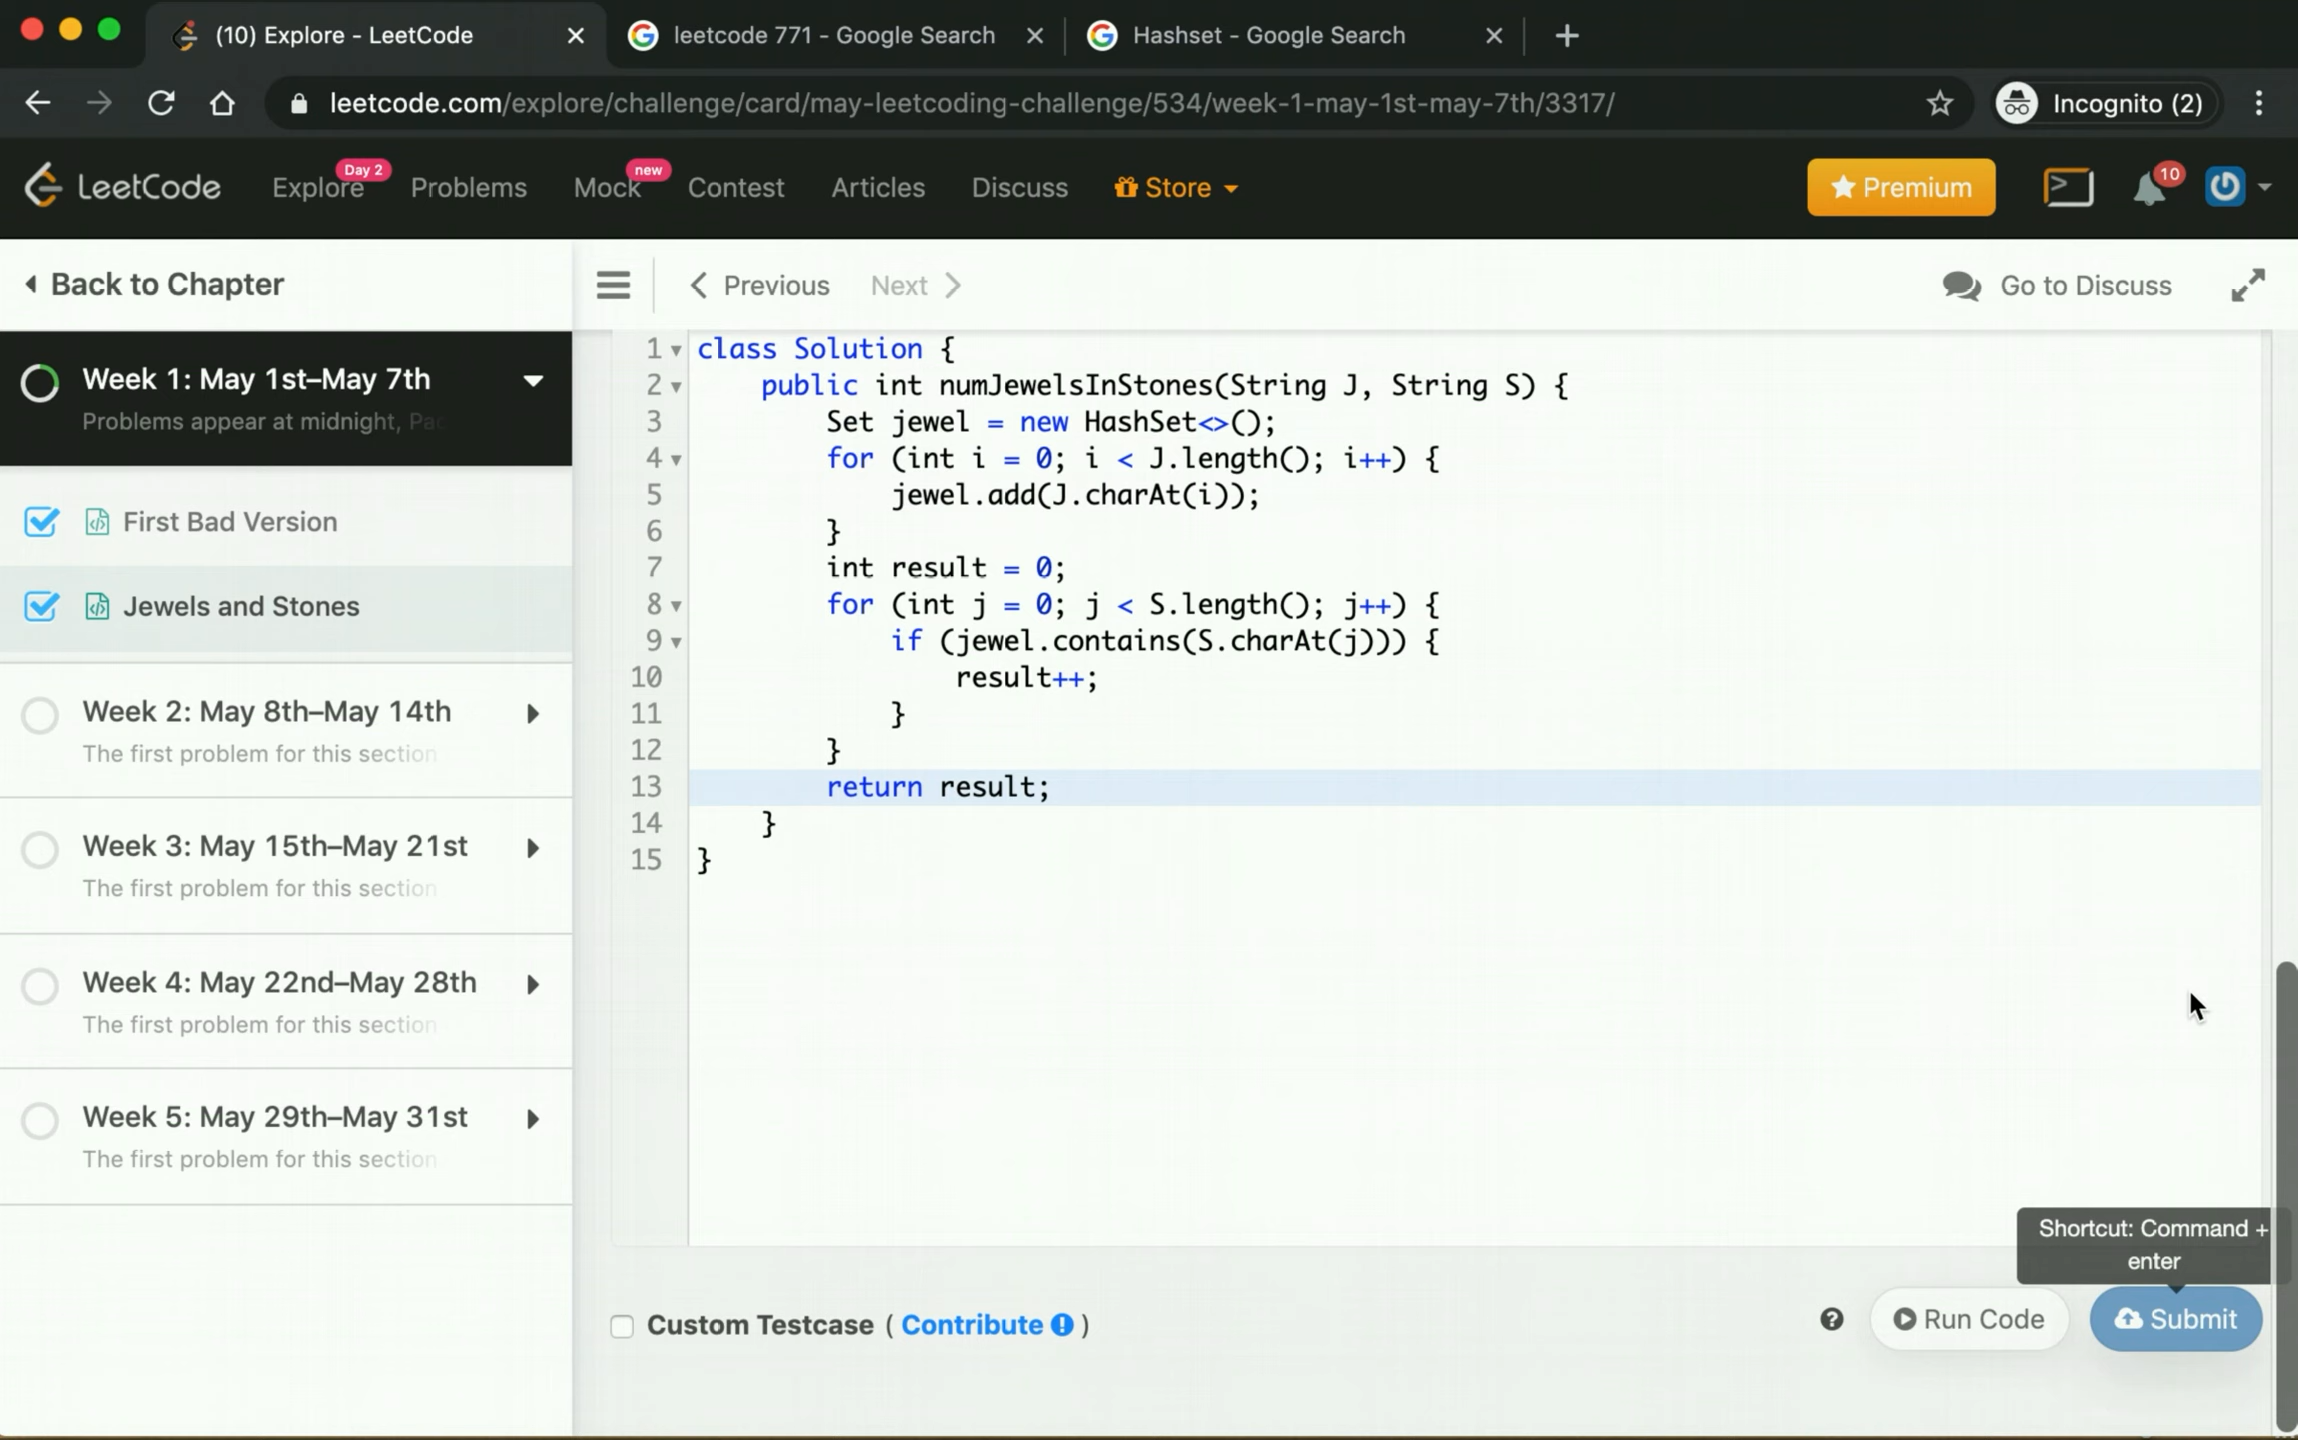 (10) Explore - LeetCode
leetcode 771 - Google Search
Hashset - Google Search
leetcode.com/explore/challenge/card/may-leetcoding-challenge/534/week-1-may-1st-may-7th/3317/
Incognito (2)
LeetCode
Explore
Day 2
Problems
Mock
new
Contest
Articles
Discuss
Store
Premium
10
Back to Chapter
Previous
Next
Go to Discuss
Week 1: May 1st–May 7th
Problems appear at midnight, Pac
First Bad Version
Jewels and Stones
Week 2: May 8th–May 14th
The first problem for this section
Week 3: May 15th–May 21st
The first problem for this section
Week 4: May 22nd–May 28th
The first problem for this section
Week 5: May 29th–May 31st
The first problem for this section
1 class Solution {
2 public int numJewelsInStones(String J, String S) {
3 Set jewel = new HashSet<>();
4 for (int i = 0; i < J.length(); i++) {
5 jewel.add(J.charAt(i));
6 }
7 int result = 0;
8 for (int j = 0; j < S.length(); j++) {
9 if (jewel.contains(S.charAt(j))) {
10 result++;
11 }
12 }
13 return result;
14 }
15 }
Shortcut: Command +
enter
Custom Testcase ( Contribute )
Run Code
Submit